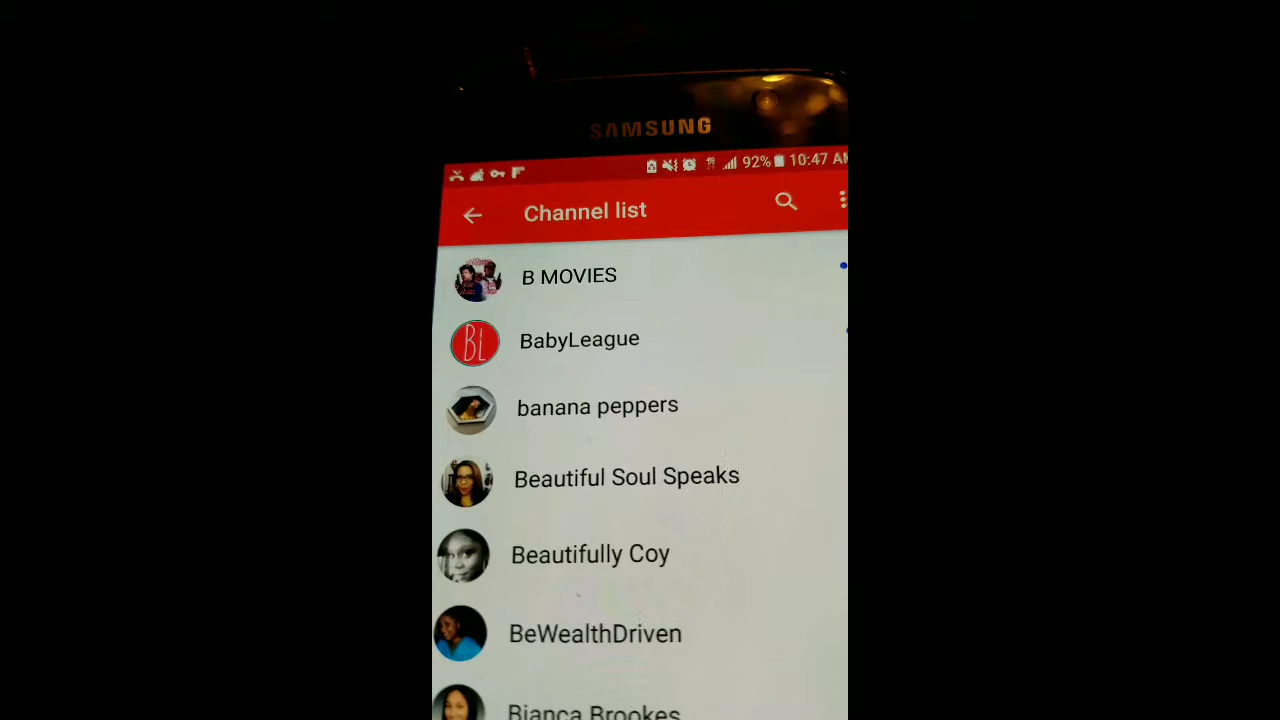 SAMSUNG
92% 10:47 AM
Channel list
B MOVIES
BL
BabyLeague
banana peppers
Beautiful Soul Speaks
Beautifully Coy
BeWealthDriven
Bianca Brookes